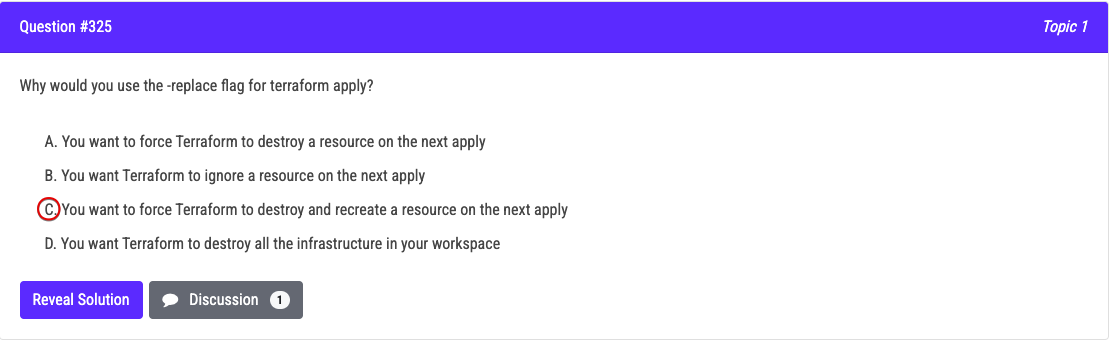 Question #325 Topic 1
Why would you use the -replace flag for terraform apply?
A. You want to force Terraform to destroy a resource on the next apply
B. You want Terraform to ignore a resource on the next apply
C. You want to force Terraform to destroy and recreate a resource on the next apply
D. You want Terraform to destroy all the infrastructure in your workspace
Reveal Solution Discussion 1